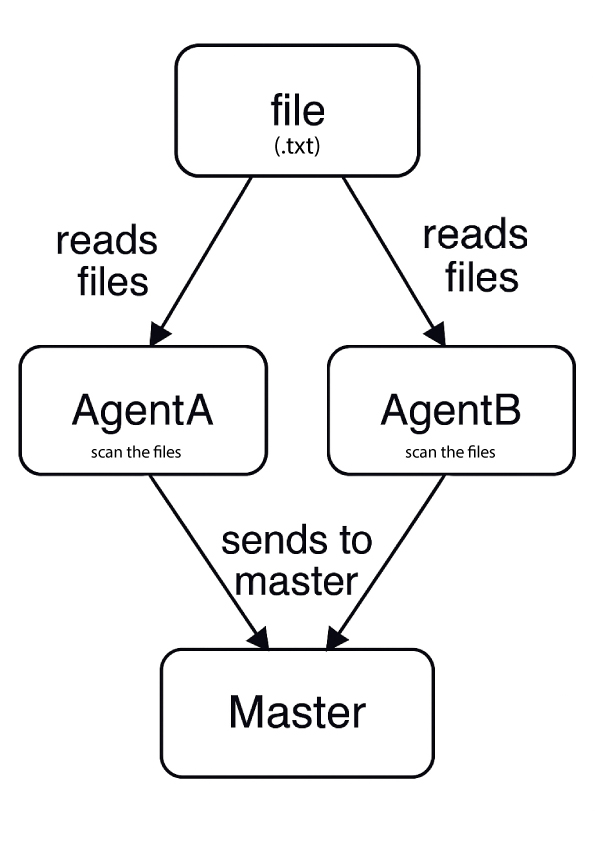 file
(.txt)
reads
files
reads
files
AgentA
scan the files
AgentB
scan the files
sends to
master
Master